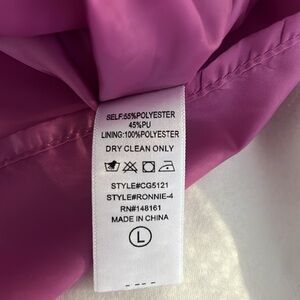 SELF:55%POLYESTER
45%PU
LINING:100%POLYESTER
DRY CLEAN ONLY
STYLE#CG5121
STYLE#RONNIE-4
RN#148161
MADE IN CHINA
L